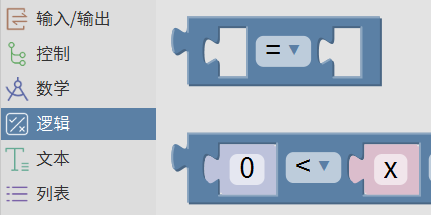 输入/输出
控制
数学
逻辑
文本
列表
= ▼
0 < ▼ x